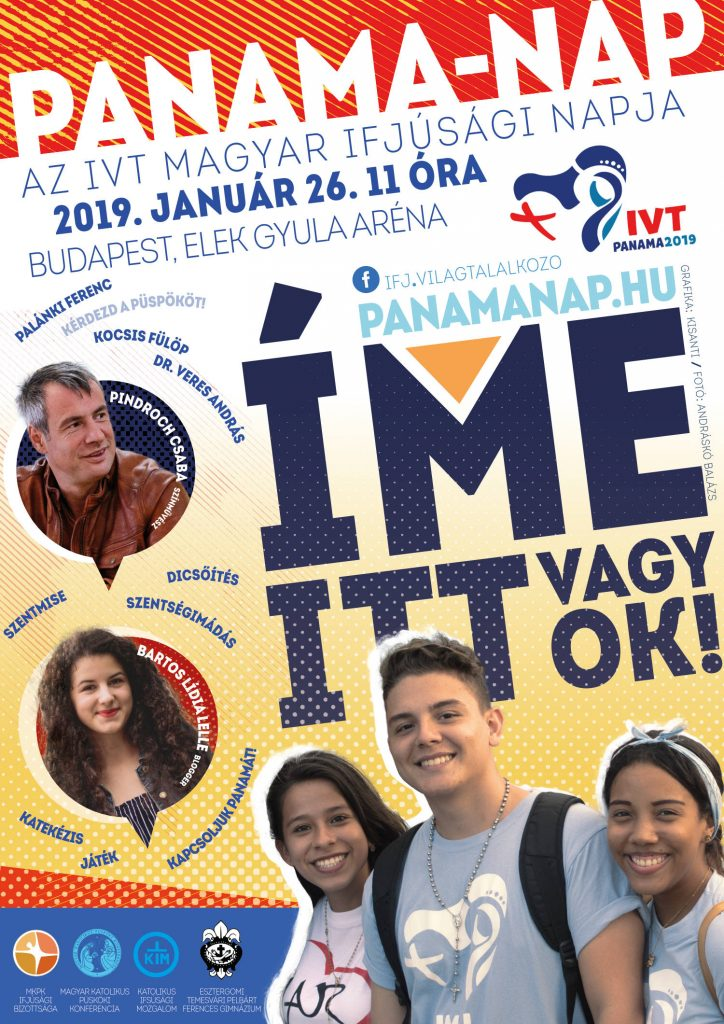 PANAMA-NAP
AZ IVT MAGYAR IFJÚSÁGI NAPJA
2019. JANUÁR 26. 11 ÓRA
BUDAPEST, ELEK GYULA ARÉNA
IVT
PANAMA2019
f IFJ.VILAGTALALKOZO
PANAMANAP.HU
GRAFIKA: KISANTI / FOTÓ: ANDRÁSKÓ BALÁZS
PALÁNKI FERENC
KÉRDEZD A PÜSPÖKÖT!
KOCSIS FÜLÖP
DR. VERES ANDRÁS
PINDROCH CSABA
SZÍNMŰVÉSZ
ÍME
ITT
VAGY
OK!
SZENTMISE
DICSŐÍTÉS
SZENTSÉGIMÁDÁS
BARTOS LÍDIA LELLE
BLOGGER
KATEKÉZIS
JÁTÉK
KAPCSOLJUK PANAMÁT!
MKPK
IFJÚSÁGI
BIZOTTSÁGA
MAGYAR KATOLIKUS
PUSKOKI
KONFERENCIA
KIM
KATOLIKUS
IFSUSAGI
MOZGALOM
ESZTERGOMI
TEMESVÁRI PELBÁRT
FERENCES GIMNÁZIUM